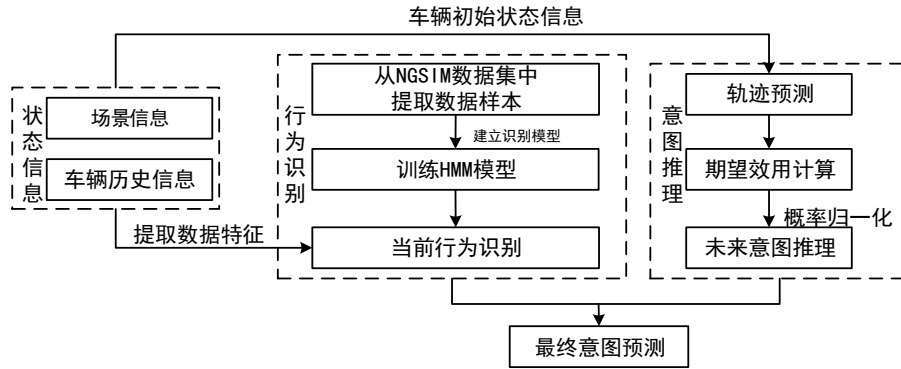 车辆初始状态信息
状态信息
场景信息
车辆历史信息
提取数据特征
行为识别
从NGSIM数据集中
提取数据样本
建立识别模型
训练HMM模型
当前行为识别
意图推理
轨迹预测
期望效用计算
概率归一化
未来意图推理
最终意图预测